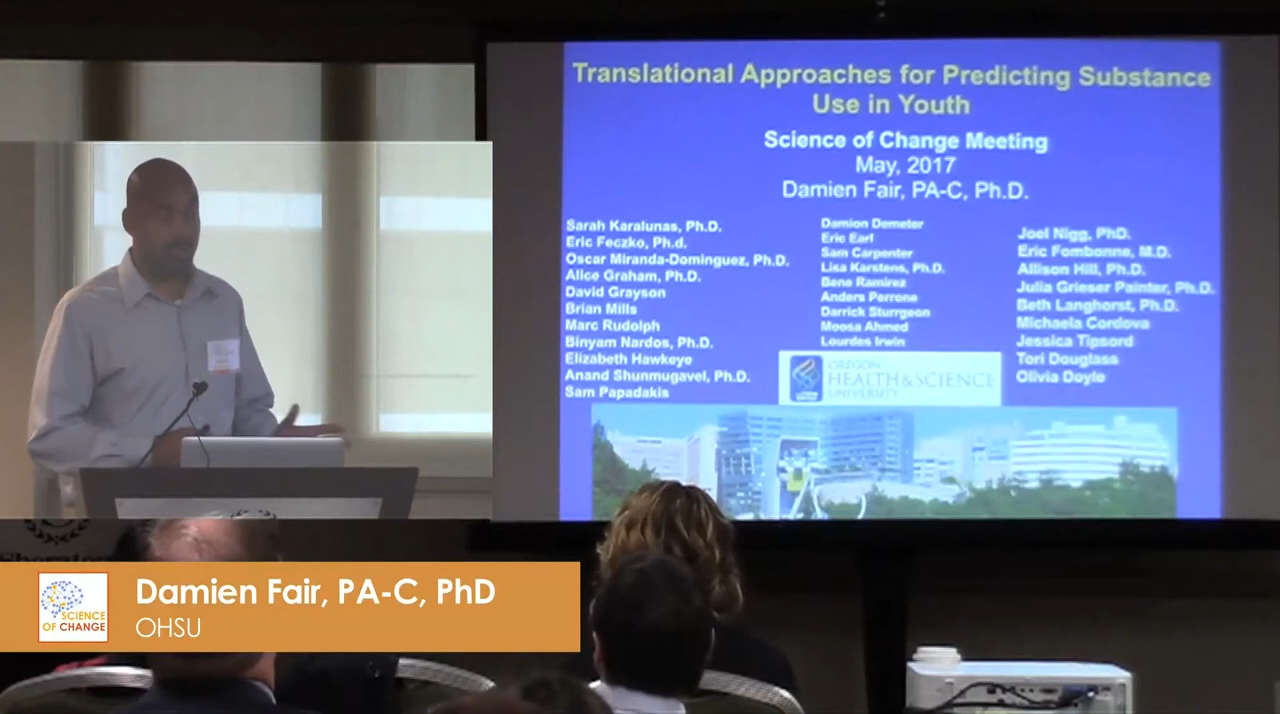 Translational Approaches for Predicting Substance
Use in Youth
Science of Change Meeting
May, 2017
Damien Fair, PA-C, Ph.D.
Sarah Karalunas, Ph.D.
Eric Feczko, Ph.d.
Oscar Miranda-Dominguez, Ph.D.
Alice Graham, Ph.D.
David Grayson
Brian Mills
Marc Rudolph
Binyam Nardos, Ph.D.
Elizabeth Hawkeye
Anand Shunmugavel, Ph.D.
Sam Papadakis
Damion Demeter
Eric Earl
Sam Carpenter
Lisa Karstens, Ph.D.
Bene Ramirez
Anders Perrone
Darrick Sturrgeon
Moosa Ahmed
Lourdes Irwin
Joel Nigg, PhD.
Eric Fombonne, M.D.
Allison Hill, Ph.D.
Julia Grieser Painter, Ph.D.
Beth Langhorst, Ph.D.
Michaela Cordova
Jessica Tipsord
Tori Douglass
Olivia Doyle
OREGON
HEALTH&SCIENCE
UNIVERSITY
SCIENCE
OF CHANGE
Damien Fair, PA-C, PhD
OHSU